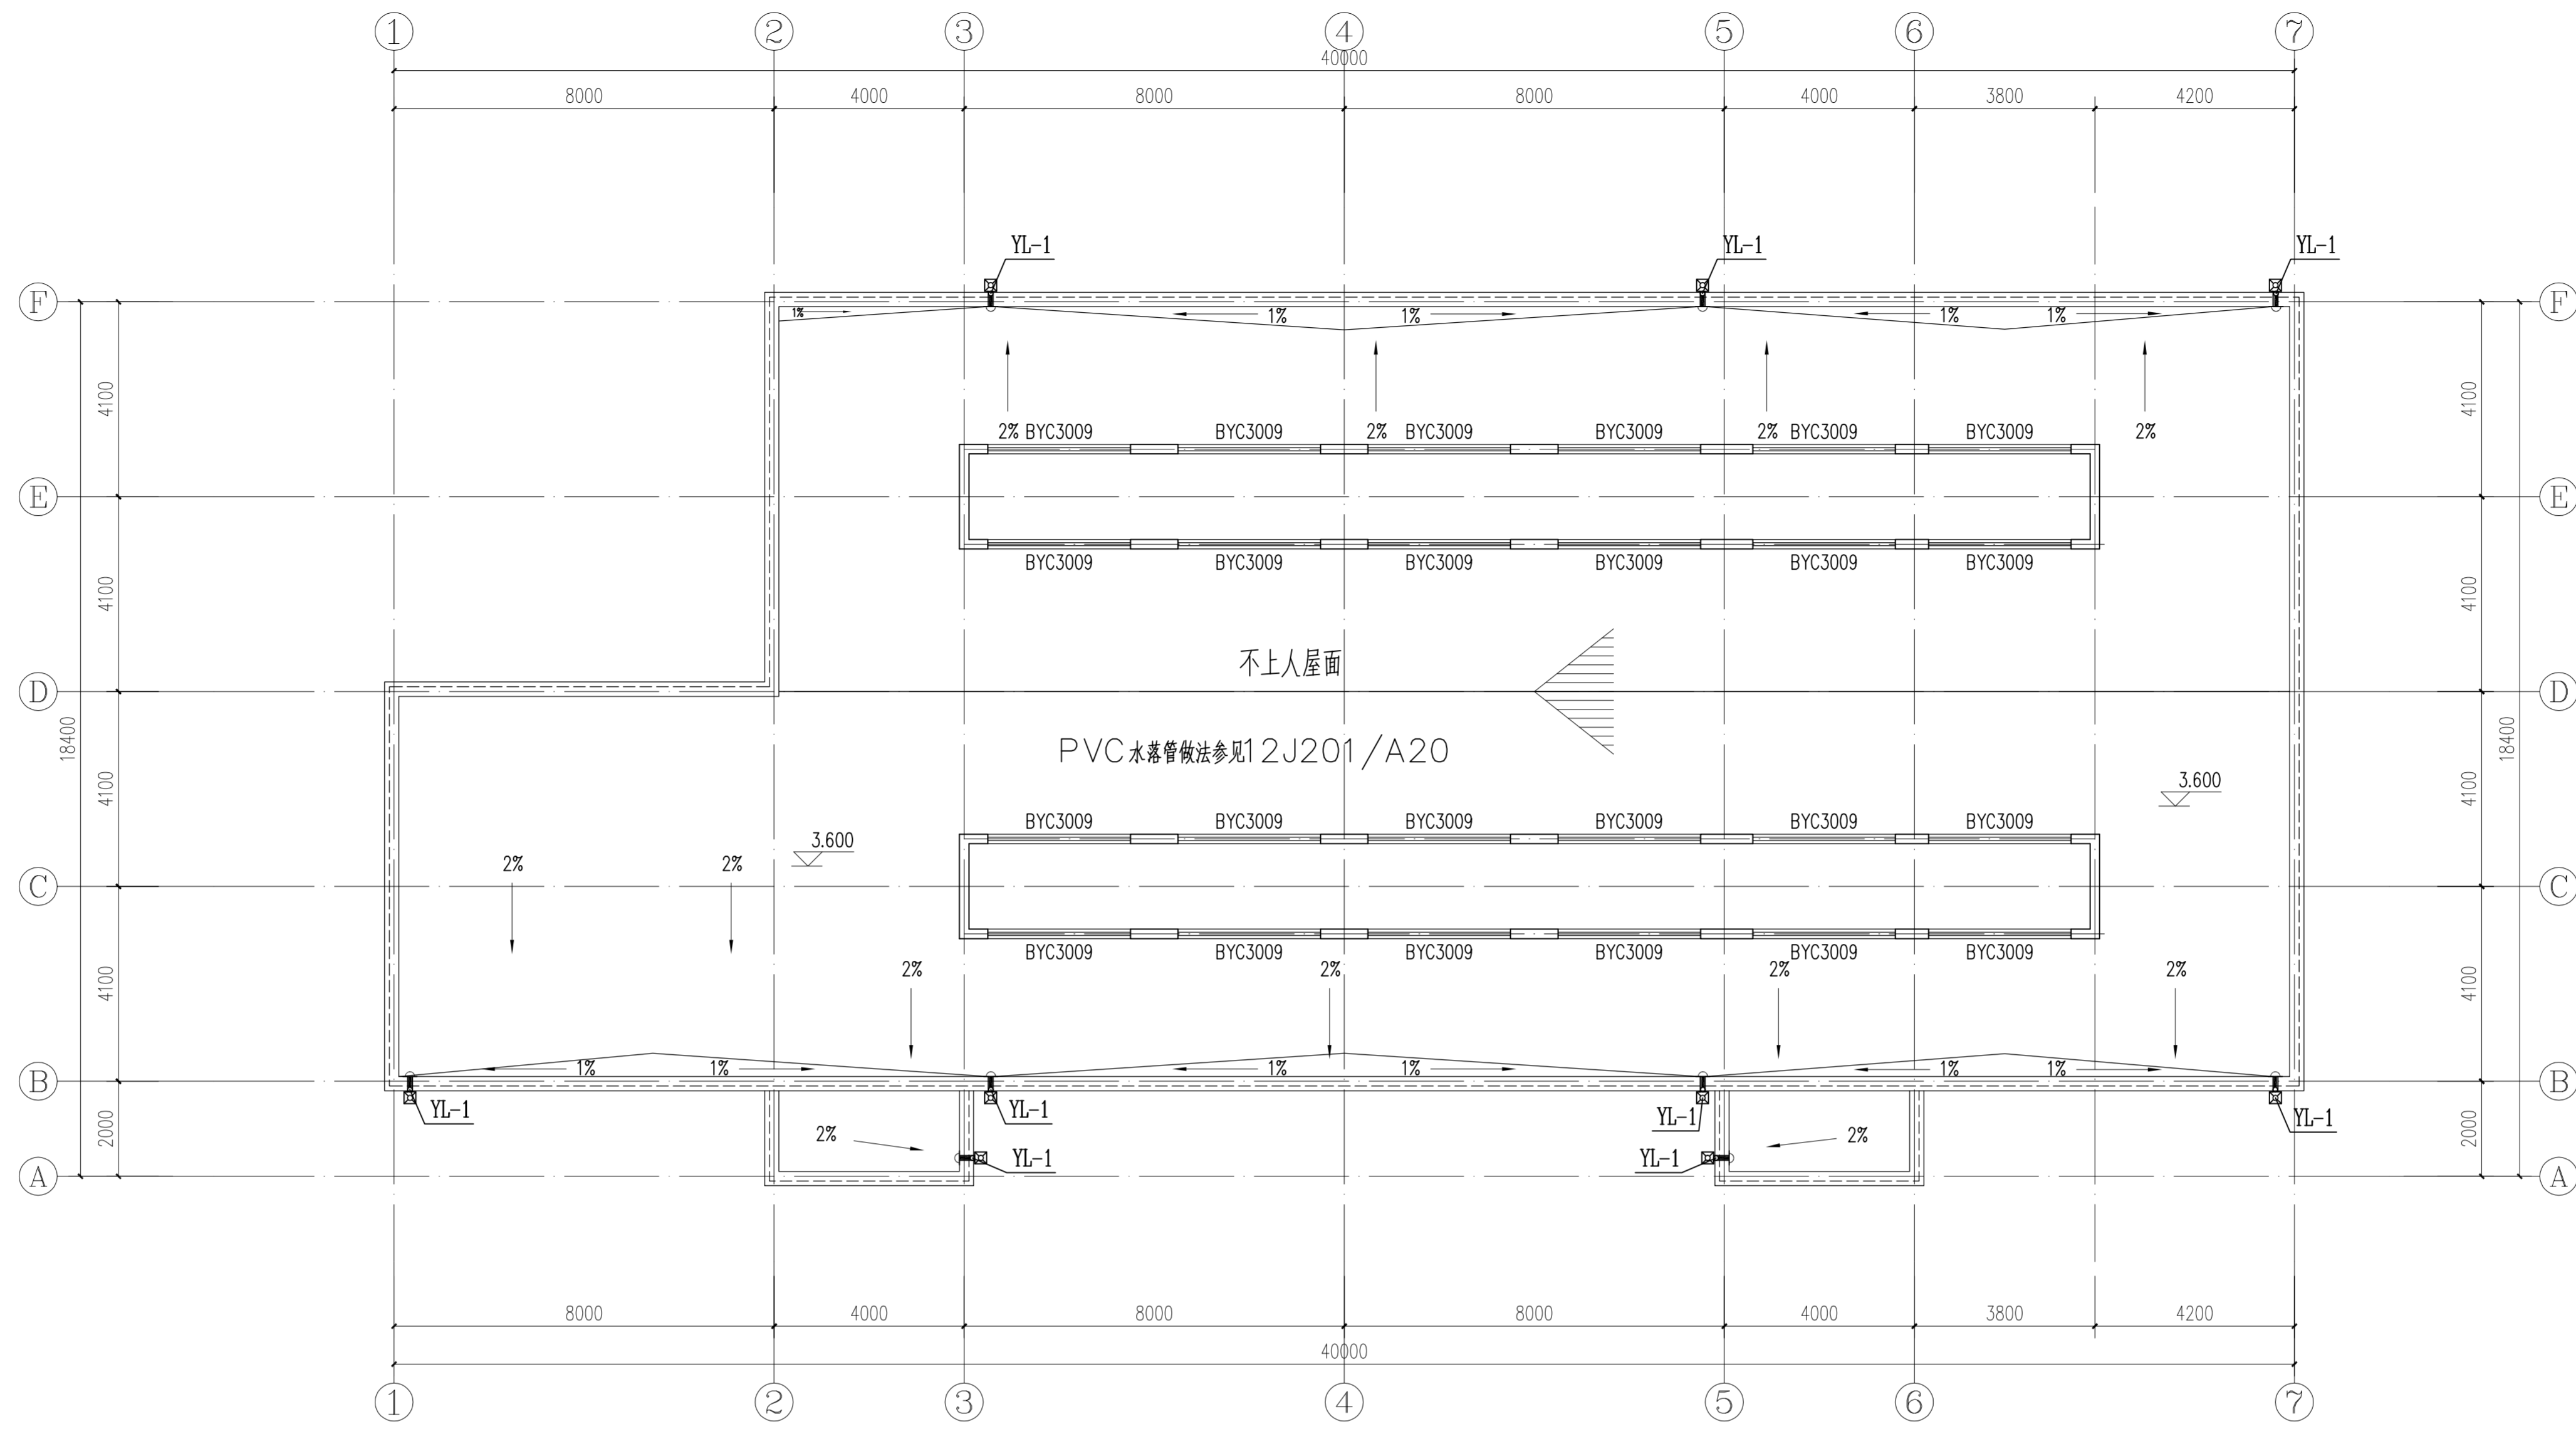 1 2 3 4 5 6 7
40000
8000 4000 8000 8000 4000 3800 4200
YL-1 YL-1 YL-1
F F
1% 1% 1% 1% 1%
4100 4100
2% BYC3009 BYC3009 2% BYC3009 BYC3009 2% BYC3009 BYC3009 2%
E E
BYC3009 BYC3009 BYC3009 BYC3009 BYC3009 BYC3009
4100 4100
不上人屋面
D D
18400 18400
PVC水落管做法参见12J201/A20
4100 3.600 4100
BYC3009 BYC3009 BYC3009 BYC3009 BYC3009 BYC3009
3.600
2% 2%
C C
BYC3009 BYC3009 BYC3009 BYC3009 BYC3009 BYC3009
2% 2% 2% 2%
4100 4100
1% 1% 1% 1% 1% 1%
B B
YL-1 YL-1 YL-1 YL-1
2000 2% 2% 2000
YL-1 YL-1
A A
8000 4000 8000 8000 4000 3800 4200
40000
1 2 3 4 5 6 7